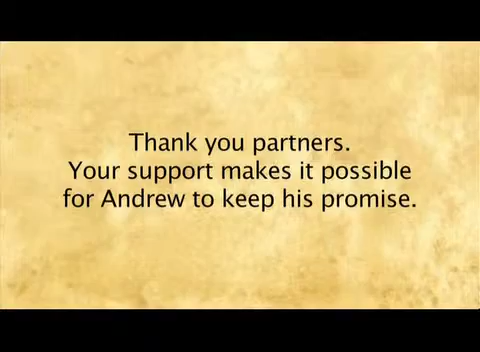 Thank you partners.
Your support makes it possible
for Andrew to keep his promise.